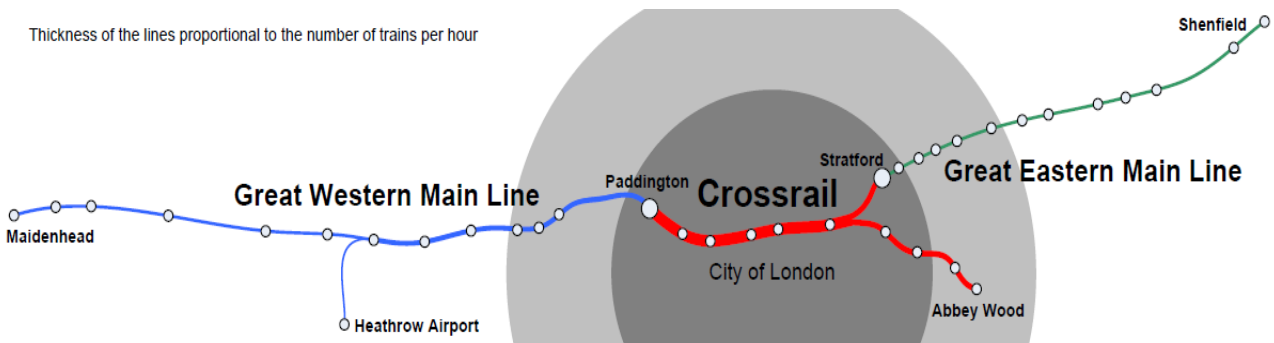 Thickness of the lines proportional to the number of trains per hour
Shenfield
Stratford
Great Eastern Main Line
Great Western Main Line
Paddington
Crossrail
Maidenhead
City of London
Heathrow Airport
Abbey Wood